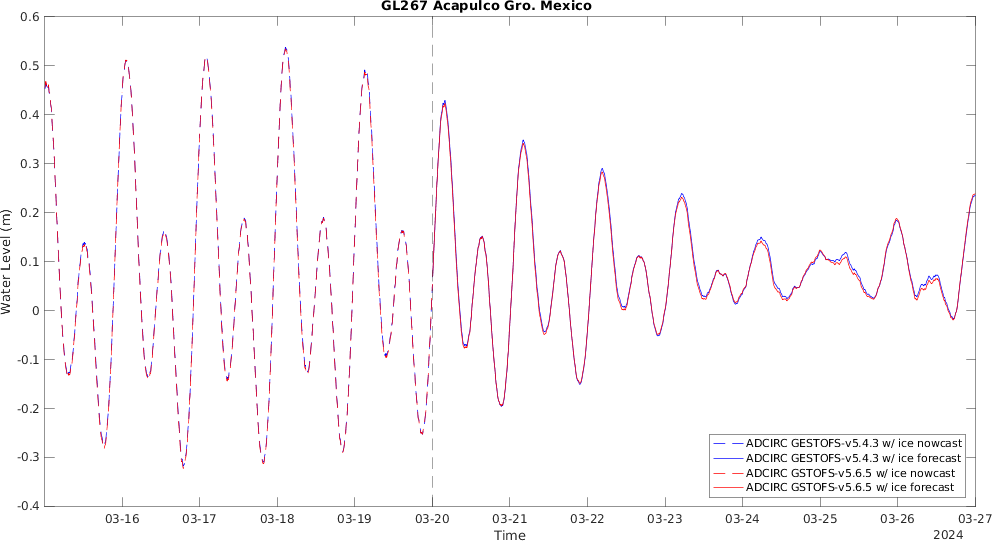 GL267 Acapulco Gro. Mexico
0.6
0.5
0.4
0.3
0.2
0.1
0
-0.1
-0.2
-0.3
-0.4
Water Level (m)
ADCIRC GESTOFS-v5.4.3 w/ ice nowcast
ADCIRC GESTOFS-v5.4.3 w/ ice forecast
ADCIRC GSTOFS-v5.6.5 w/ ice nowcast
ADCIRC GSTOFS-v5.6.5 w/ ice forecast
03-16 03-17 03-18 03-19 03-20 03-21 03-22 03-23 03-24 03-25 03-26 03-27
Time
2024